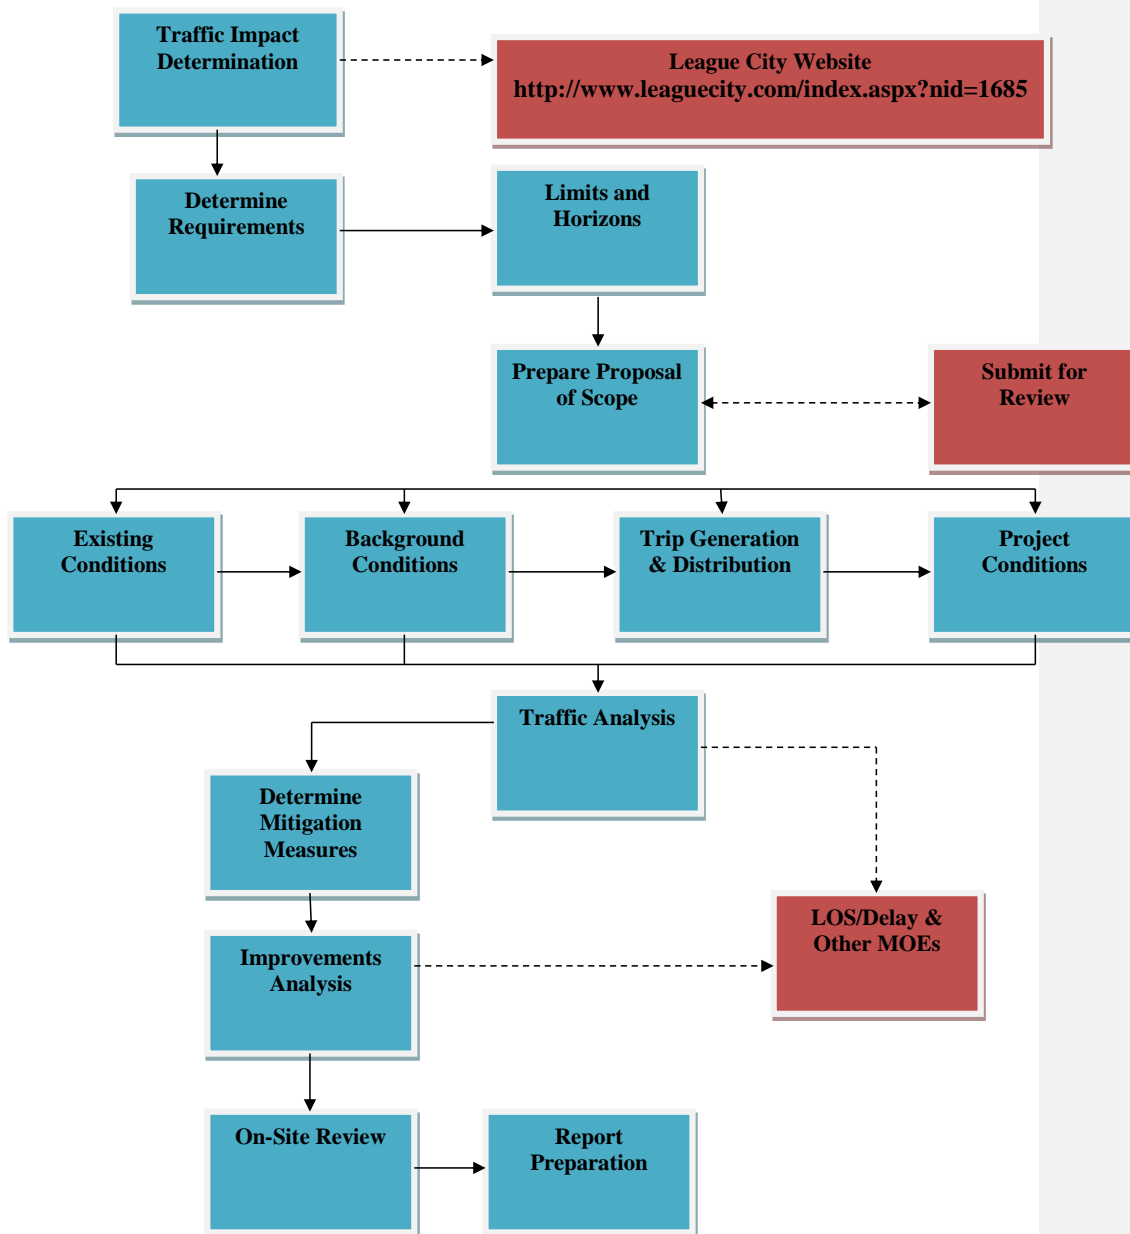 Traffic Impact
Determination
League City Website
http://www.leaguecity.com/index.aspx?nid=1685
Determine
Requirements
Limits and
Horizons
Prepare Proposal
of Scope
Submit for
Review
Existing
Conditions
Background
Conditions
Trip Generation
& Distribution
Project
Conditions
Traffic Analysis
Determine
Mitigation
Measures
LOS/Delay &
Other MOEs
Improvements
Analysis
On-Site Review
Report
Preparation